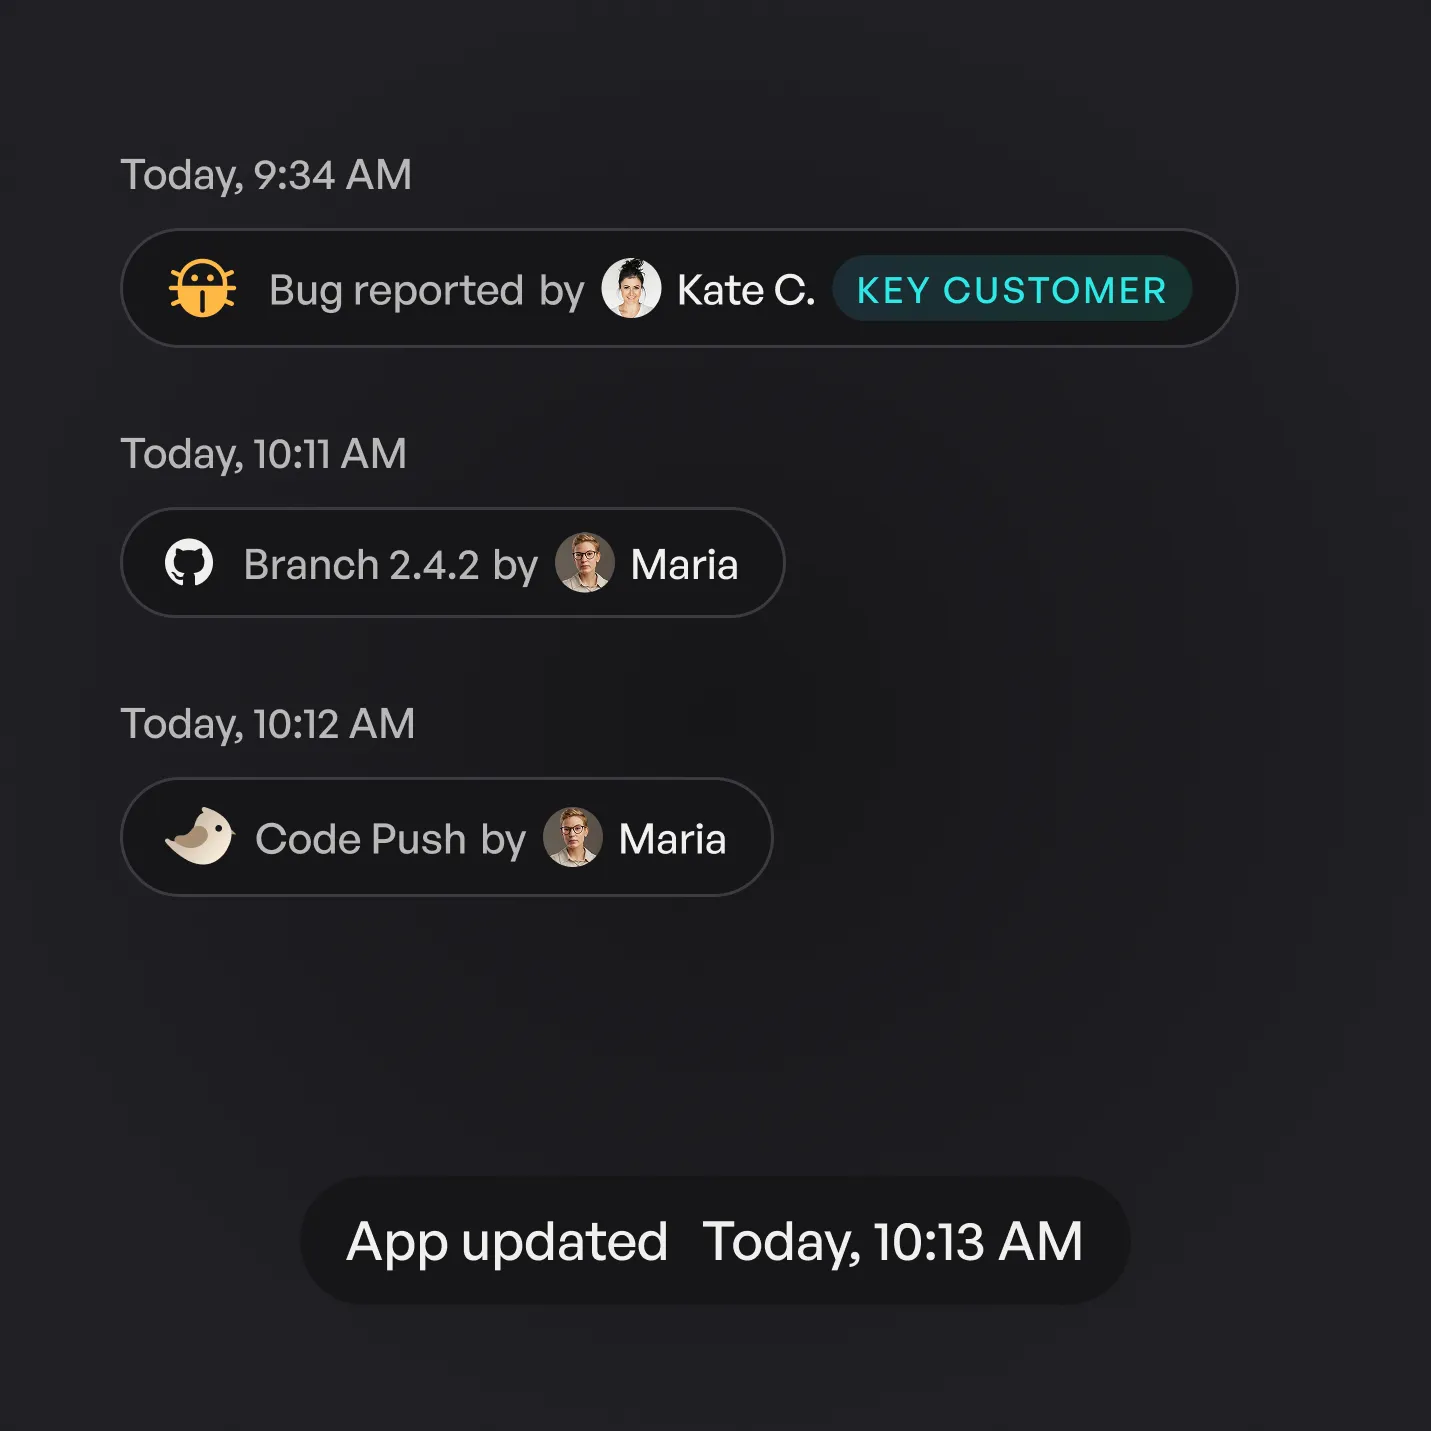 Today, 9:34 AM
Bug reported by Kate C. KEY CUSTOMER
Today, 10:11 AM
Branch 2.4.2 by Maria
Today, 10:12 AM
Code Push by Maria
App updated Today, 10:13 AM